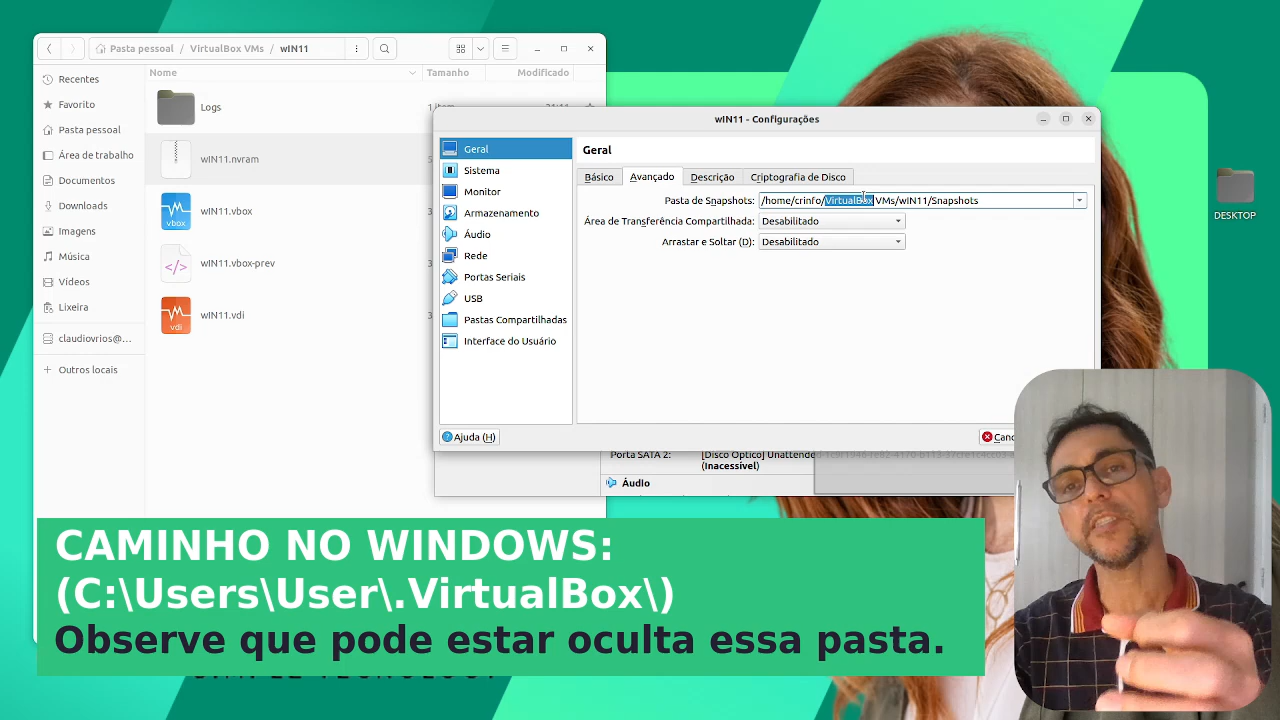 Pasta pessoal / VirtualBox VMs / wIN11
Nome Tamanho Modificado
Recentes
Favorito
Pasta pessoal
Área de trabalho
Documentos
Downloads
Imagens
Música
Vídeos
Lixeira
claudiovrios@...
Outros locais
Logs
wIN11.nvram
wIN11.vbox
wIN11.vbox-prev
wIN11.vdi
vbox
vdi
wIN11 - Configurações
Geral
Sistema
Monitor
Armazenamento
Áudio
Rede
Portas Seriais
USB
Pastas Compartilhadas
Interface do Usuário
Geral
Básico Avançado Descrição Criptografia de Disco
Pasta de Snapshots: /home/crinfo/VirtualBox VMs/wIN11/Snapshots
Área de Transferência Compartilhada: Desabilitado
Arrastar e Soltar (D): Desabilitado
Ajuda (H)
Porta SATA 2: [Disco Óptico] Unattended
(Inacessível)
Áudio
DESKTOP
CAMINHO NO WINDOWS:
(C:\Users\User\.VirtualBox\)
Observe que pode estar oculta essa pasta.